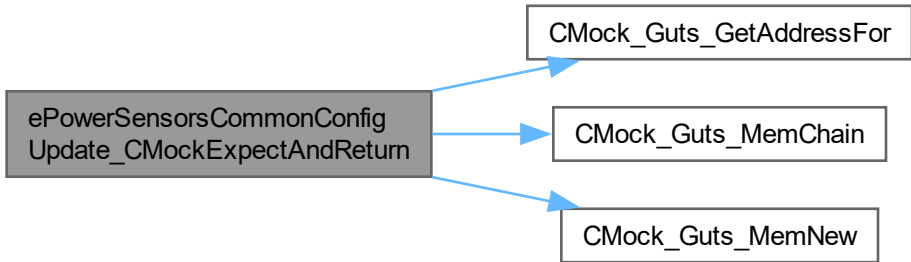 CMock_Guts_GetAddressFor
ePowerSensorsCommonConfig
Update_CMockExpectAndReturn
CMock_Guts_MemChain
CMock_Guts_MemNew